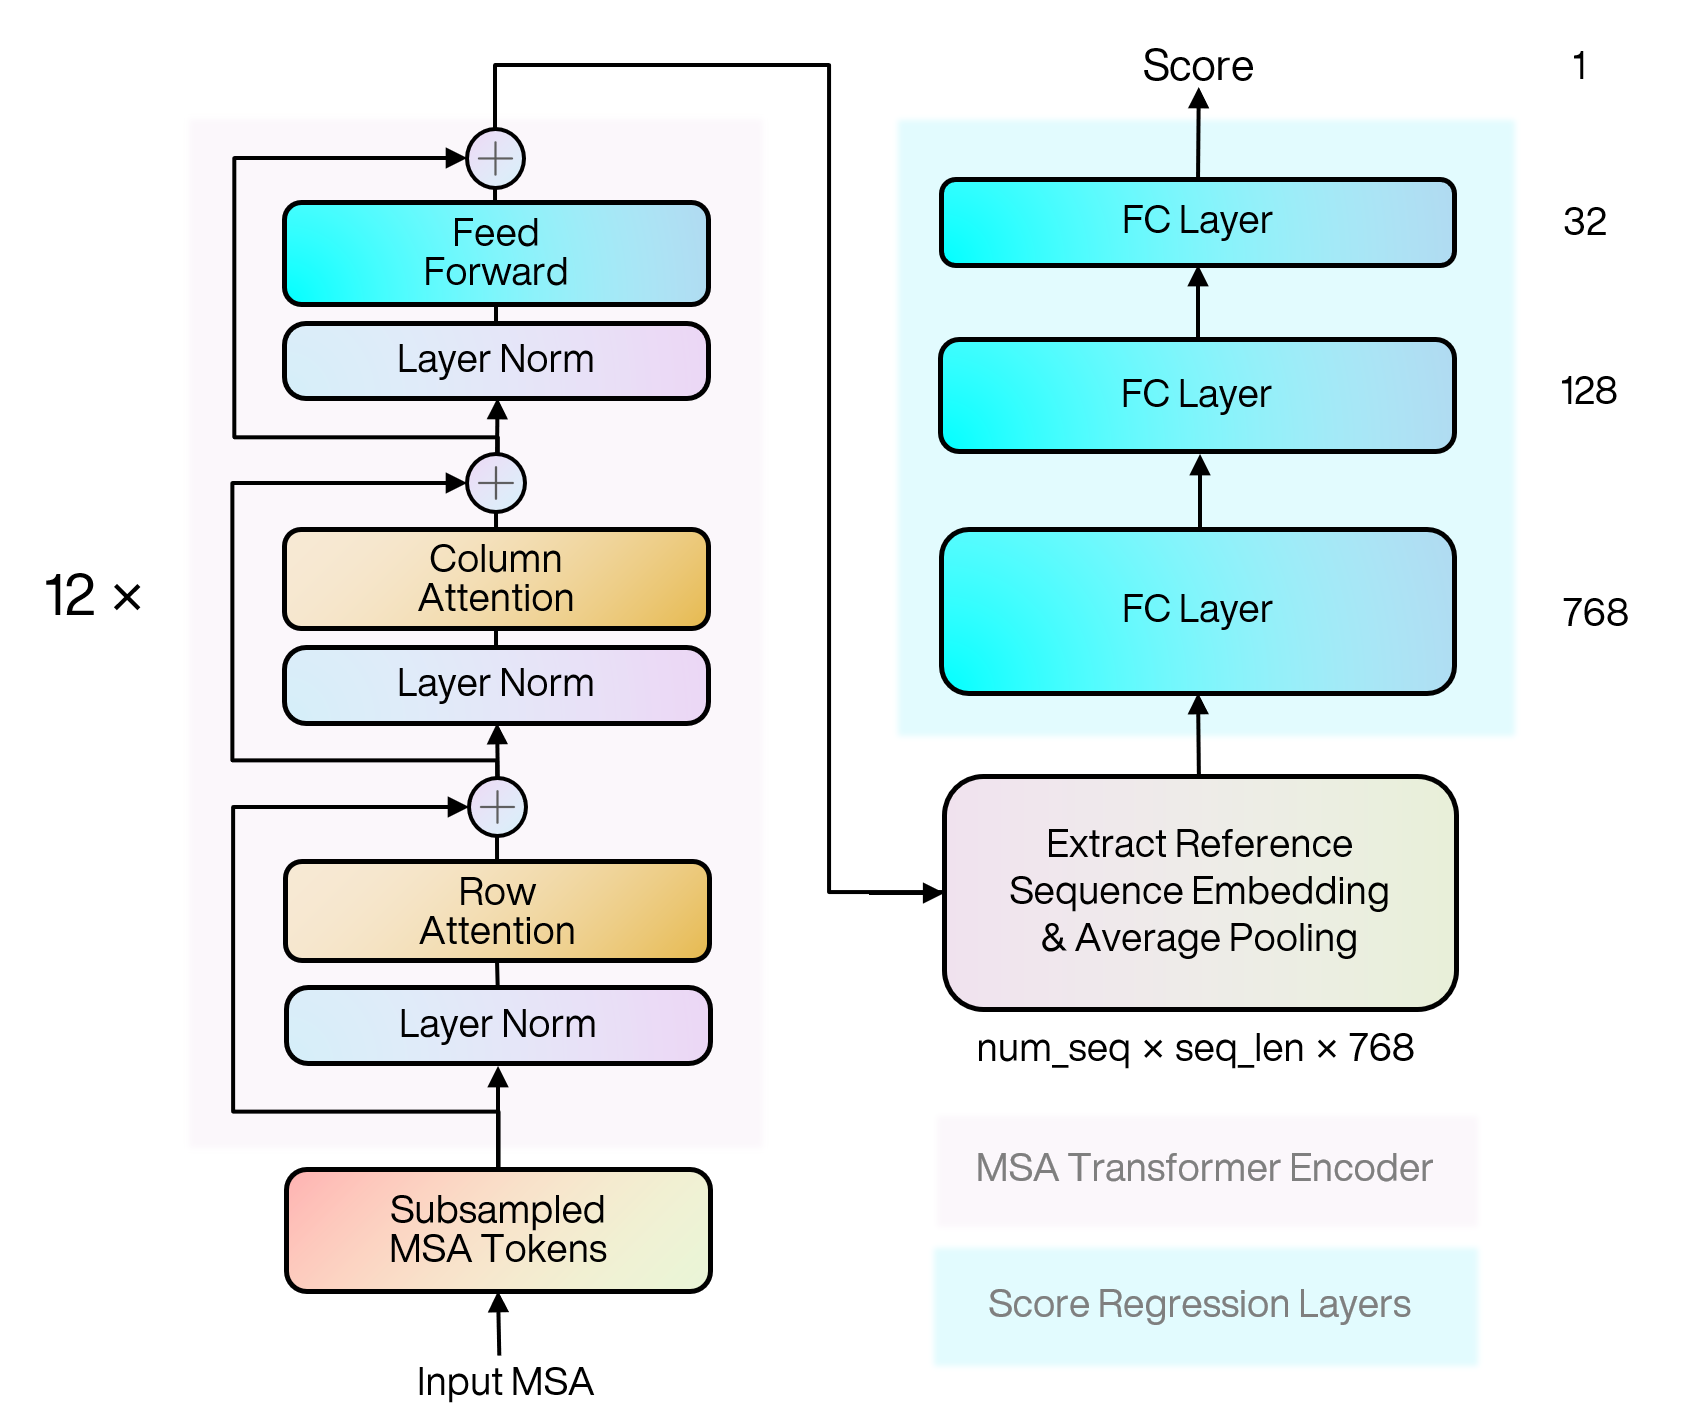 12 ×
Feed
Forward
Layer Norm
Column
Attention
Layer Norm
Row
Attention
Layer Norm
Subsampled
MSA Tokens
Input MSA
Score
1
FC Layer
32
FC Layer
128
FC Layer
768
Extract Reference
Sequence Embedding
& Average Pooling
num_seq × seq_len × 768
MSA Transformer Encoder
Score Regression Layers